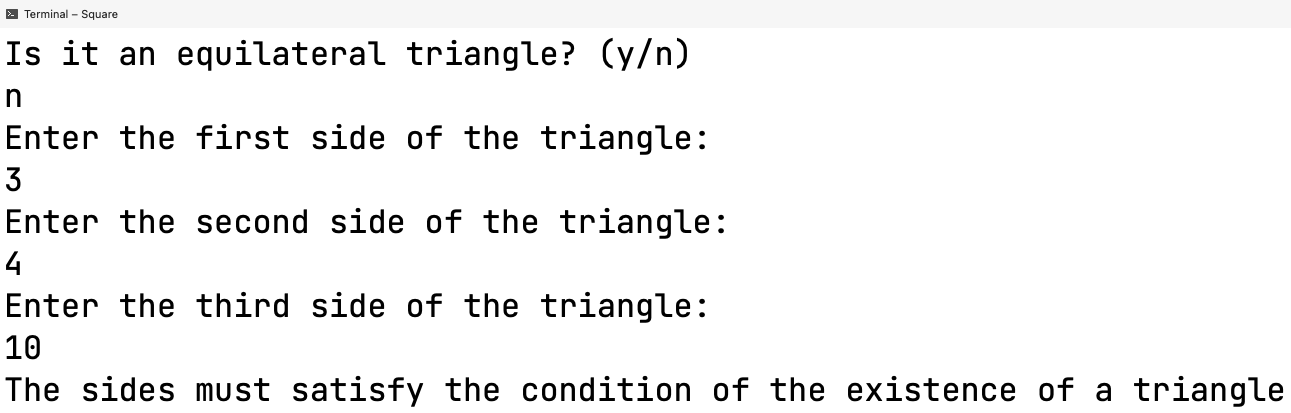 Terminal – Square
Is it an equilateral triangle? (y/n)
n
Enter the first side of the triangle:
3
Enter the second side of the triangle:
4
Enter the third side of the triangle:
10
The sides must satisfy the condition of the existence of a triangle